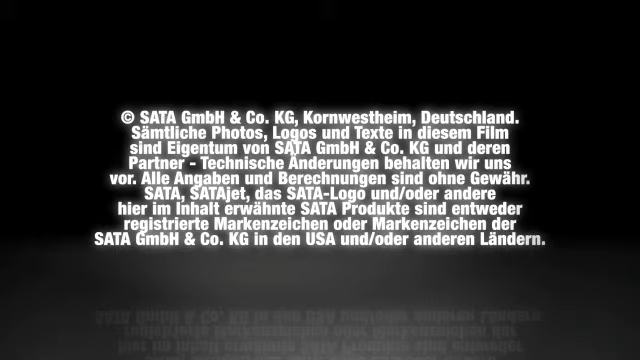 © SATA GmbH & Co. KG, Kornwestheim, Deutschland.
Sämtliche Photos, Logos und Texte in diesem Film
sind Eigentum von SATA GmbH & Co. KG und deren
Partner - Technische Änderungen behalten wir uns
vor. Alle Angaben und Berechnungen sind ohne Gewähr.
SATA, SATAjet, das SATA-Logo und/oder andere
hier im Inhalt erwähnte SATA Produkte sind entweder
registrierte Markenzeichen oder Markenzeichen der
SATA GmbH & Co. KG in den USA und/oder anderen Ländern.